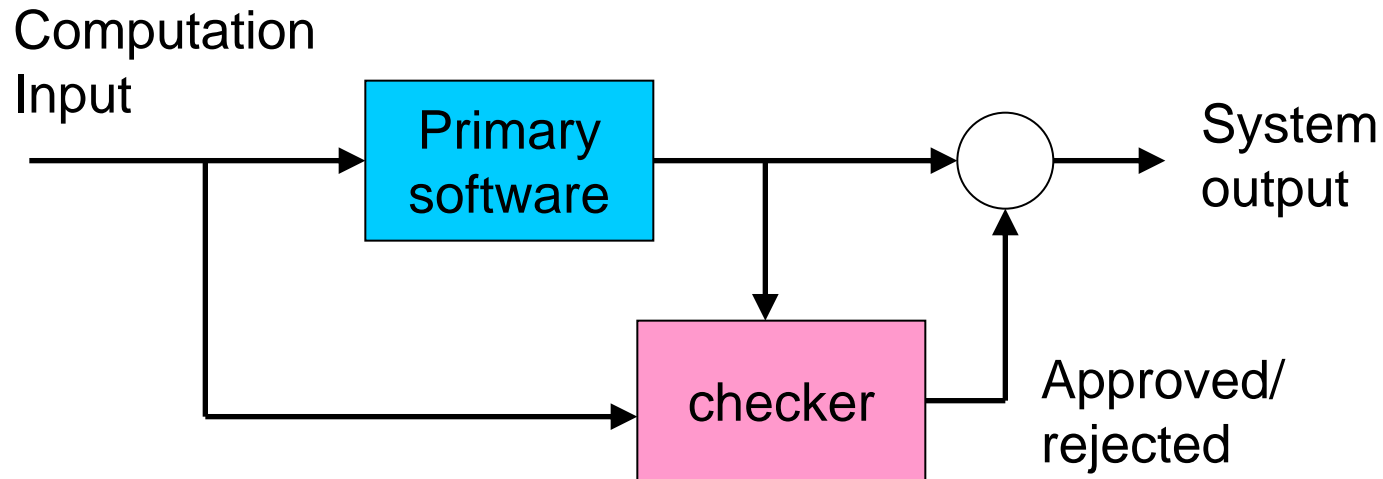 Computation
Input
Primary
software
System
output
checker
Approved/
rejected